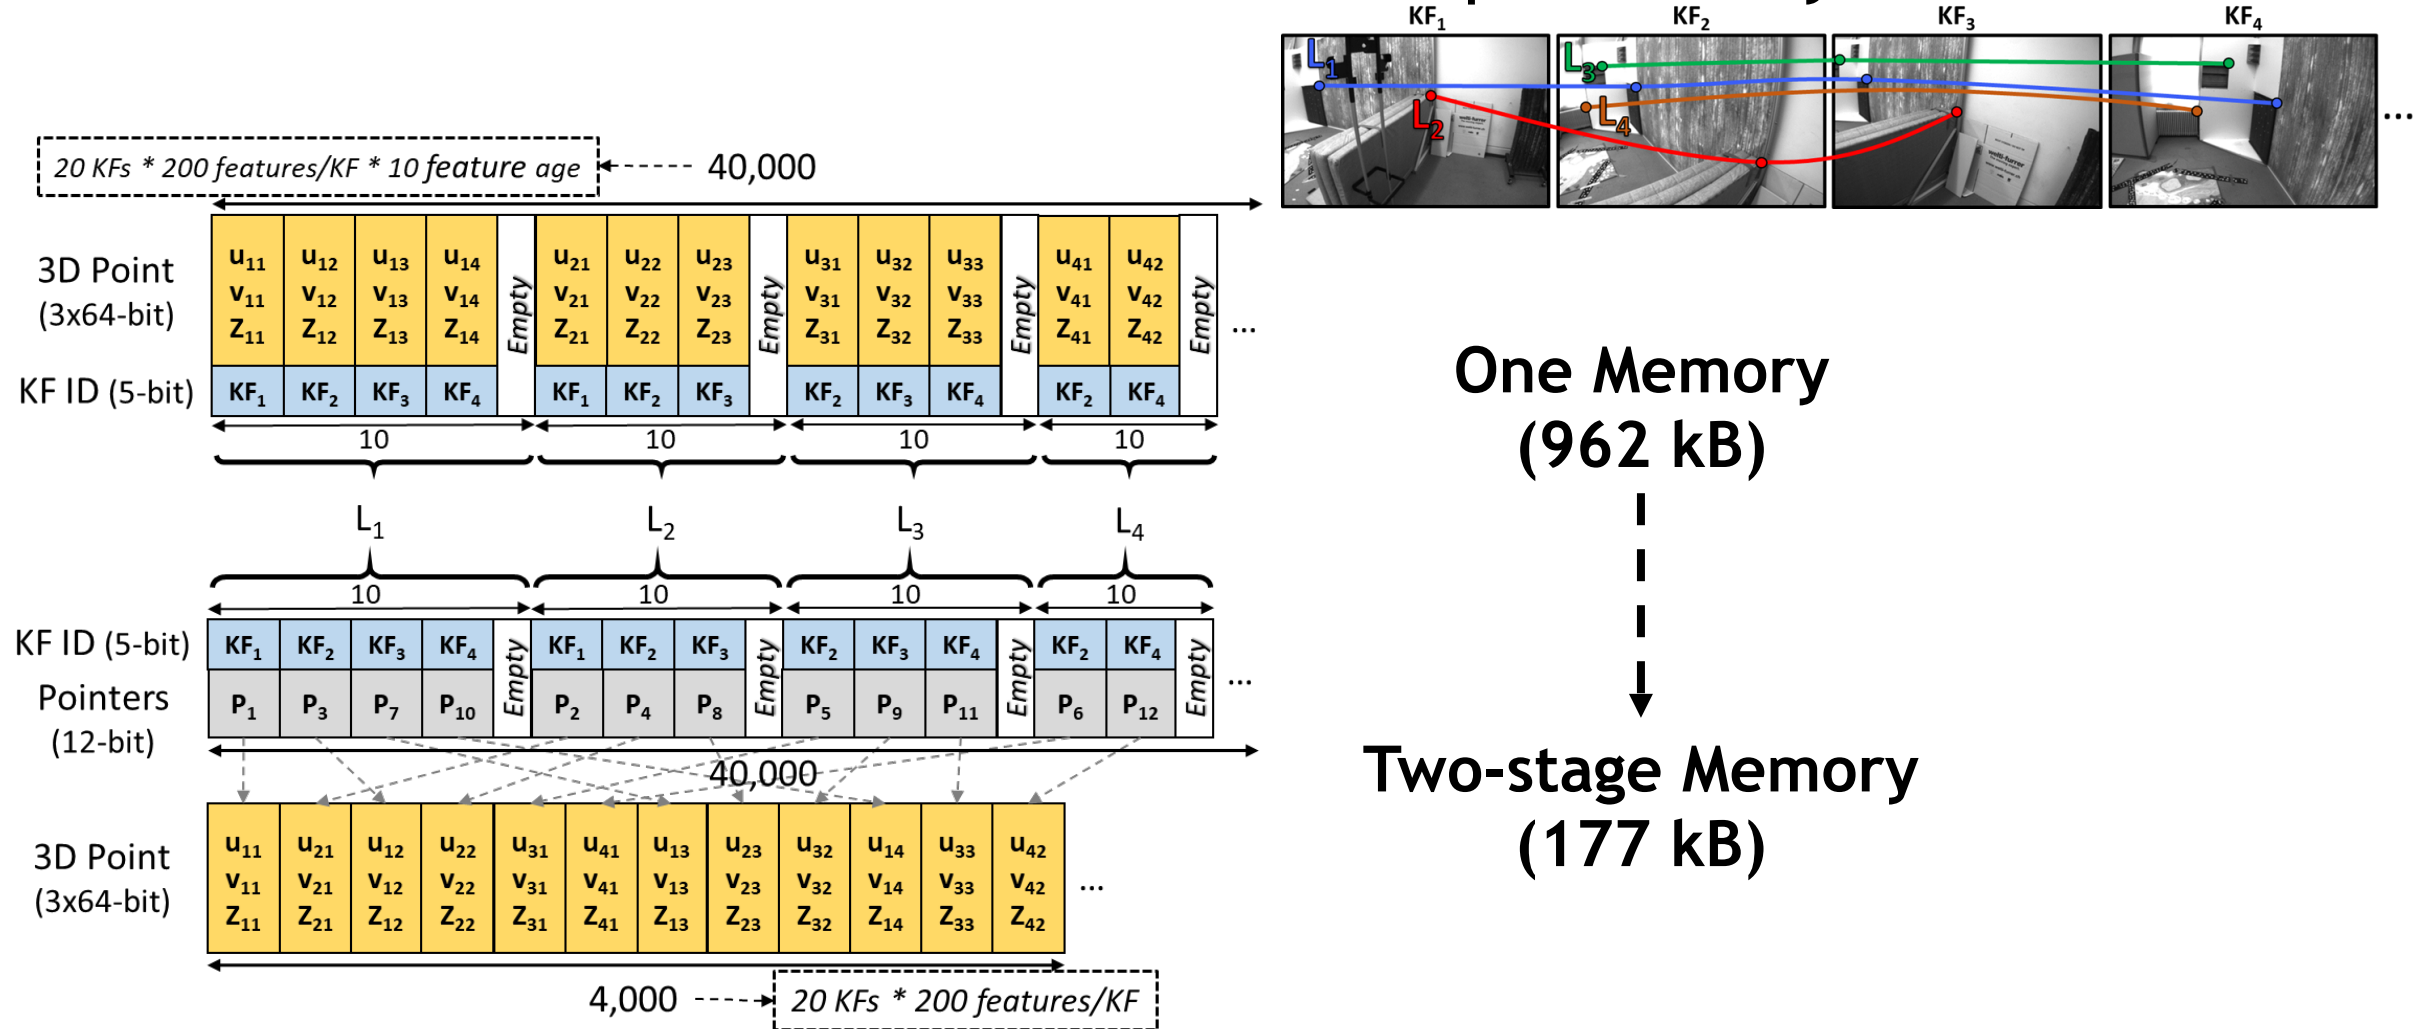 KF1 KF2 KF3 KF4
L1 L2 L3 L4 ...
20 KFs * 200 features/KF * 10 feature age 40,000
3D Point
(3x64-bit)
u11 u12 u13 u14 Empty u21 u22 u23 Empty u31 u32 u33 Empty u41 u42 Empty ...
v11 v12 v13 v14 v21 v22 v23 v31 v32 v33 v41 v42
Z11 Z12 Z13 Z14 Z21 Z22 Z23 Z31 Z32 Z33 Z41 Z42
KF ID (5-bit) KF1 KF2 KF3 KF4 KF1 KF2 KF3 KF2 KF3 KF4 KF2 KF4
10 10 10 10
L1 L2 L3 L4
10 10 10 10
KF ID (5-bit) KF1 KF2 KF3 KF4 Empty KF1 KF2 KF3 Empty KF2 KF3 KF4 Empty KF2 KF4 Empty ...
Pointers
(12-bit)
P1 P3 P7 P10 P2 P4 P8 P5 P9 P11 P6 P12
40,000
3D Point
(3x64-bit)
u11 u21 u12 u22 u31 u41 u13 u23 u32 u14 u33 u42 ...
v11 v21 v12 v22 v31 v41 v13 v23 v32 v14 v33 v42
Z11 Z21 Z12 Z22 Z31 Z41 Z13 Z23 Z32 Z14 Z33 Z42
4,000 20 KFs * 200 features/KF
One Memory
(962 kB)
Two-stage Memory
(177 kB)